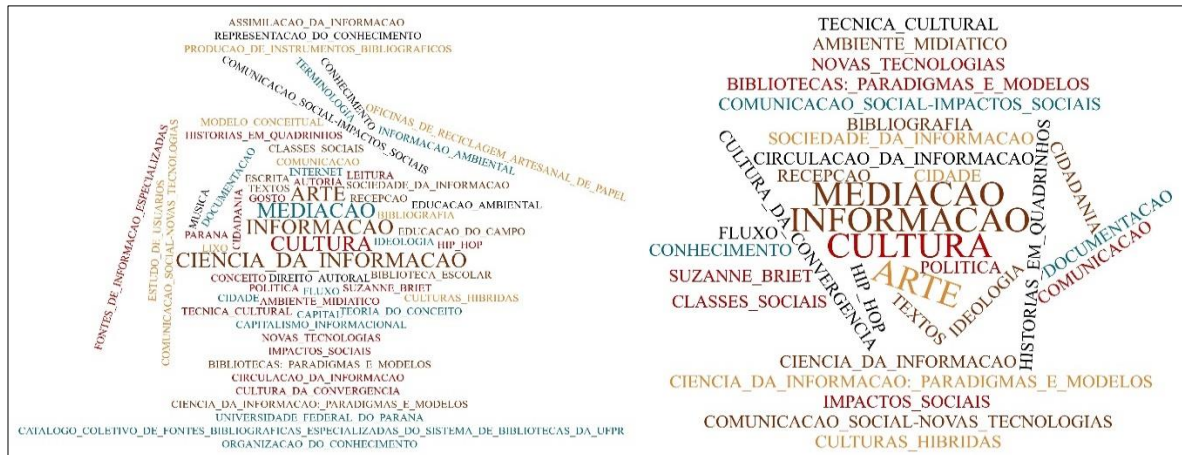 ASSIMILACAO_DA_INFORMACAO
REPRESENTACAO DO CONHECIMENTO
PRODUCAO_DE_INSTRUMENTOS_BIBLIOGRAFICOS
CONHECIMENTO
TERMINOLOGIA
COMUNICACAO_SOCIAL-IMPACTOS_SOCIAIS
OFICINAS_DE_RECICLAGEM_ARTESANAL_DE_PAPEL
INFORMACAO_AMBIENTAL
MODELO_CONCEITUAL
HISTORIAS_EM_QUADRINHOS
CLASSES_SOCIAIS
COMUNICACAO
INTERNET
ESCRITA
AUTORIA
LEITURA
TEXTOS
SOCIEDADE_DA_INFORMACAO
GOSTO
ARTE
RECEPCAO
EDUCACAO_AMBIENTAL
MEDIACAO
BIBLIOGRAFIA
INFORMACAO
EDUCACAO_DO_CAMPO
CULTURA
IDEOLOGIA
HIP_HOP
CIENCIA_DA_INFORMACAO
FONTES_DE_INFORMACAO_ESPECIALIZADAS
ESTUDO_DE_USUARIOS
COMUNICACAO_SOCIAL-NOVAS_TECNOLOGIAS
MUSICA
DOCUMENTACAO
CIDADANIA
PARANA
LIXO
CONCEITO
DIREITO_AUTORAL
BIBLIOTECA_ESCOLAR
POLITICA
FLUXO
SUZANNE_BRIET
CIDADE
AMBIENTE_MIDIATICO
CULTURAS_HIBRIDAS
TECNICA_CULTURAL
CAPITAL
TEORIA_DO_CONCEITO
CAPITALISMO_INFORMACIONAL
NOVAS_TECNOLOGIAS
IMPACTOS_SOCIAIS
BIBLIOTECAS:_PARADIGMAS_E_MODELOS
CIRCULACAO_DA_INFORMACAO
CULTURA_DA_CONVERGENCIA
CIENCIA_DA_INFORMACAO:_PARADIGMAS_E_MODELOS
UNIVERSIDADE_FEDERAL_DO_PARANA
CATALOGO_COLETIVO_DE_FONTES_BIBLIOGRAFICAS_ESPECIALIZADAS_DO_SISTEMA_DE_BIBLIOTECAS_DA_UFPR
ORGANIZACAO_DO_CONHECIMENTO
TECNICA_CULTURAL
AMBIENTE_MIDIATICO
NOVAS_TECNOLOGIAS
BIBLIOTECAS:_PARADIGMAS_E_MODELOS
COMUNICACAO_SOCIAL-IMPACTOS_SOCIAIS
BIBLIOGRAFIA
SOCIEDADE_DA_INFORMACAO
CIRCULACAO_DA_INFORMACAO
RECEPCAO
CIDADE
MEDIACAO
INFORMACAO
CULTURA
CULTURA_DA_CONVERGENCIA
HISTORIAS_EM_QUADRINHOS
CIDADANIA
DOCUMENTACAO
COMUNICACAO
FLUXO
CONHECIMENTO
SUZANNE_BRIET
CLASSES_SOCIAIS
HIP_HOP
ARTE
POLITICA
TEXTOS
IDEOLOGIA
CIENCIA_DA_INFORMACAO
CIENCIA_DA_INFORMACAO:_PARADIGMAS_E_MODELOS
IMPACTOS_SOCIAIS
COMUNICACAO_SOCIAL-NOVAS_TECNOLOGIAS
CULTURAS_HIBRIDAS